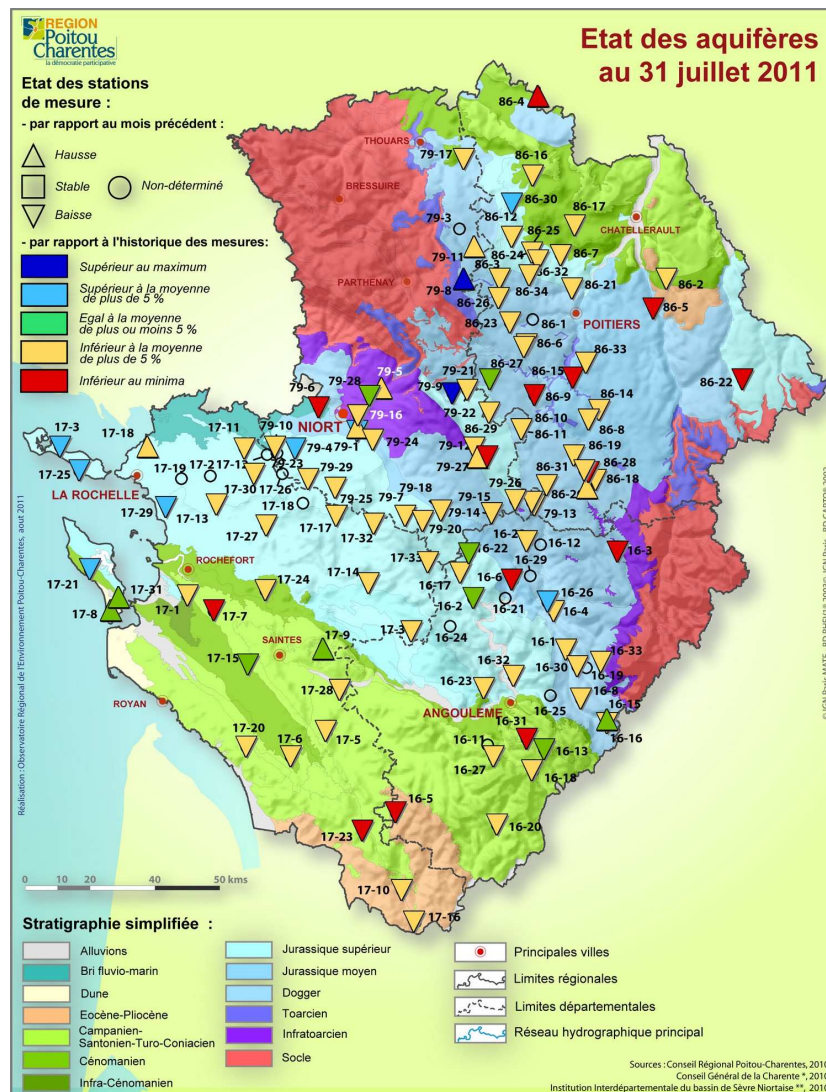 REGION
Poitou
Charentes
la démocratie participative
Etat des aquifères
au 31 juillet 2011
Etat des stations
de mesure :
- par rapport au mois précédent :
Hausse
Stable
Non-déterminé
Baisse
- par rapport à l'historique des mesures:
Supérieur au maximum
Supérieur à la moyenne
de plus de 5 %
Egal à la moyenne
de plus ou moins 5 %
Inférieur à la moyenne
de plus de 5 %
Inférieur au minima
86-4
THOUARS
79-17
86-16
BRESSUIRE
86-30
86-17
79-3
86-12
CHATELLERAULT
86-25
79-11
86-24
86-7
86-3
86-32
86-2
PARTHENAY
79-8
86-34
86-21
86-26
86-5
86-23
86-1
POITIERS
86-6
86-33
86-27
86-15
79-5
79-21
79-28
79-9
86-22
79-6
86-9
NIORT
79-16
79-22
86-14
86-10
86-8
17-3
17-18
17-11
79-10
79-4
79-1
79-24
86-29
86-11
86-19
17-25
79-23
79-27
86-31
86-28
LA ROCHELLE
17-19
79-29
79-26
86-18
17-30
17-26
79-25
79-7
79-18
79-15
17-29
17-13
17-18
79-14
79-13
17-27
17-17
79-20
17-32
16-12
16-22
16-3
17-33
16-29
ROCHEFORT
17-21
17-14
16-17
16-6
17-31
17-24
16-26
17-8
17-1
16-2
16-21
16-4
17-7
16-24
SAINTES
17-9
16-1
17-15
16-32
16-33
16-30
17-28
16-23
16-19
ROYAN
ANGOULEME
16-8
16-25
16-15
16-31
17-20
17-6
17-5
16-11
16-13
16-16
16-27
16-18
16-5
17-23
16-20
17-10
17-16
0 10 20 30 40 50 kms
Réalisation : Observatoire Régional de l'Environnement Poitou-Charentes, aout 2011
Stratigraphie simplifiée :
Alluvions
Bri fluvio-marin
Dune
Eocène-Pliocène
Campanien-
Santonien-Turo-Coniacien
Cénomanien
Infra-Cénomanien
Jurassique supérieur
Jurassique moyen
Dogger
Toarcien
Infratoarcien
Socle
Principales villes
Limites régionales
Limites départementales
Réseau hydrographique principal
Sources : Conseil Régional Poitou-Charentes, 2010
Conseil Général de la Charente *, 2010
Institution Interdépartementale du bassin de Sèvre Niortaise **, 2010